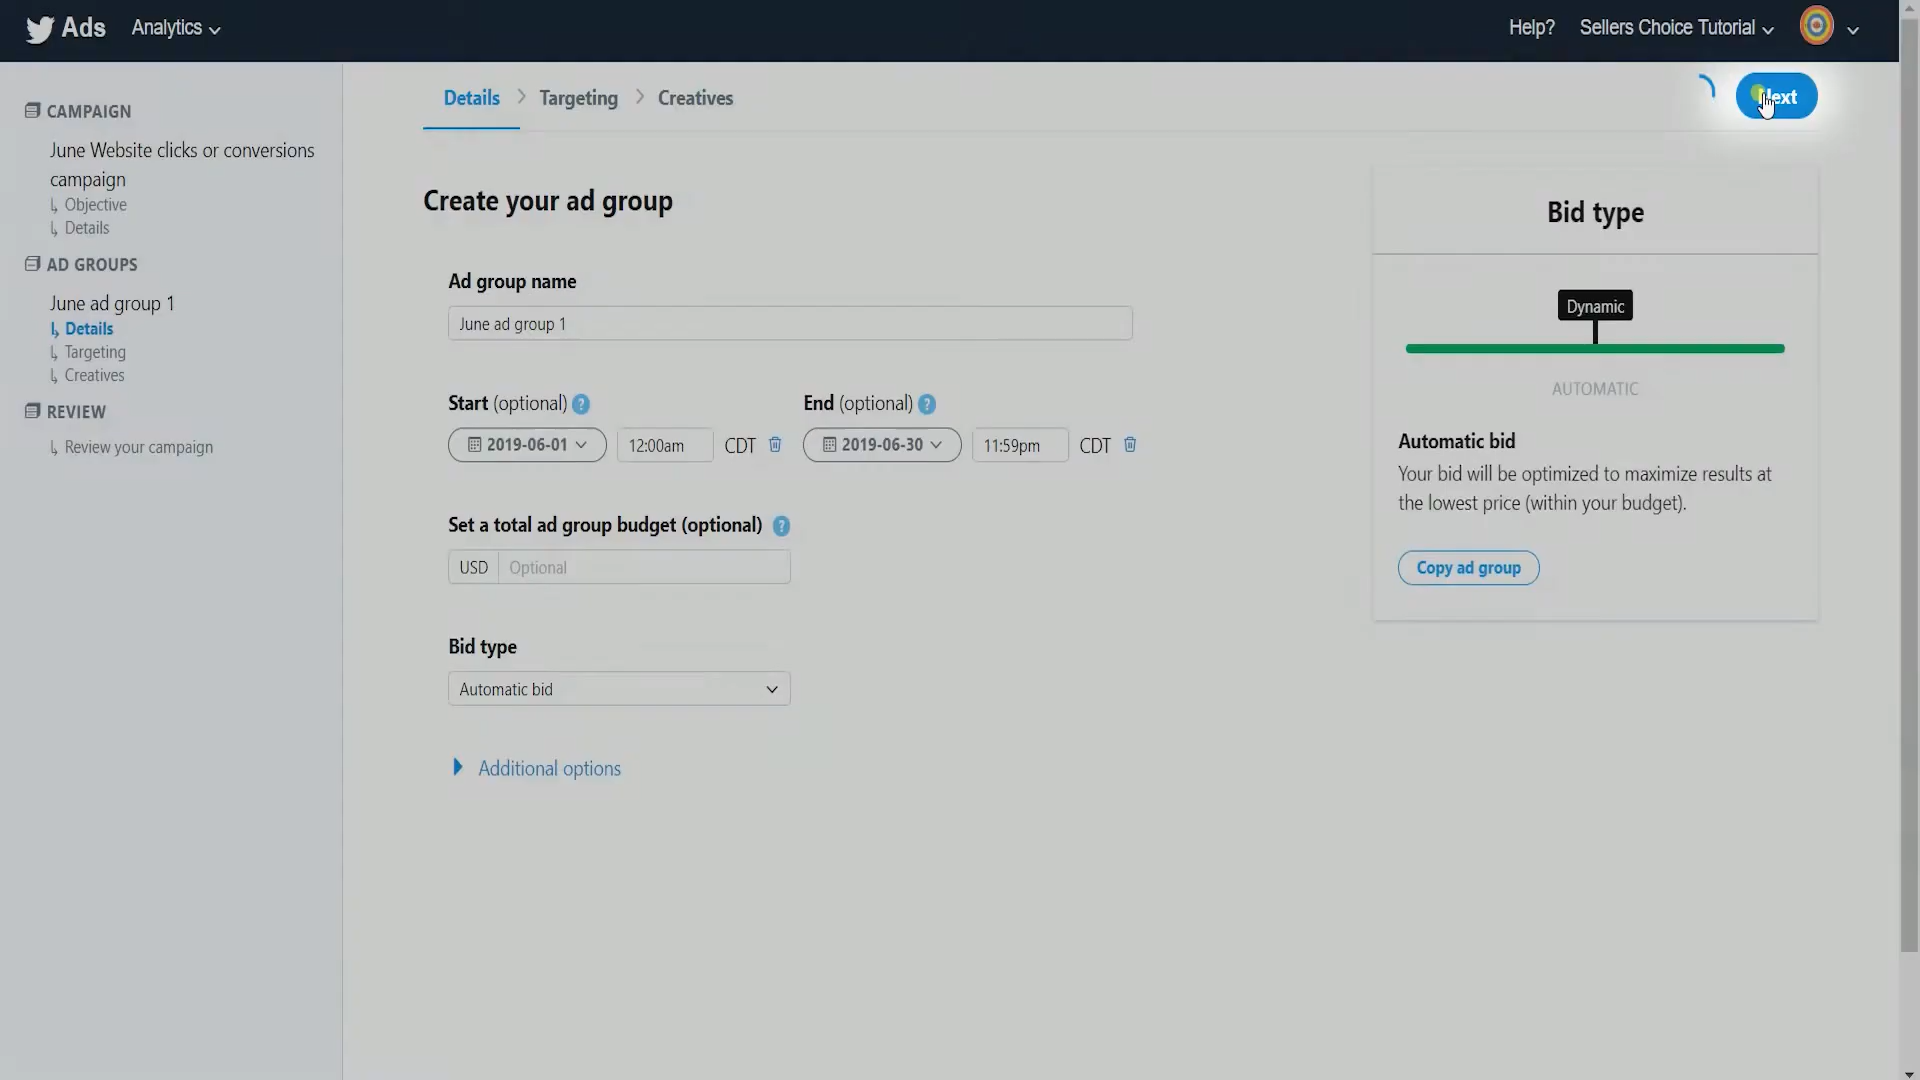 Ads Analytics Help? Sellers Choice Tutorial
CAMPAIGN
June Website clicks or conversions
campaign
Objective
Details
AD GROUPS
June ad group 1
Details
Targeting
Creatives
REVIEW
Review your campaign
Details Targeting Creatives
Next
Create your ad group
Ad group name
June ad group 1
Start (optional) ? End (optional) ?
2019-06-01 12:00am CDT 2019-06-30 11:59pm CDT
Set a total ad group budget (optional) ?
USD Optional
Bid type
Automatic bid
Additional options
Bid type
Dynamic
AUTOMATIC
Automatic bid
Your bid will be optimized to maximize results at
the lowest price (within your budget).
Copy ad group